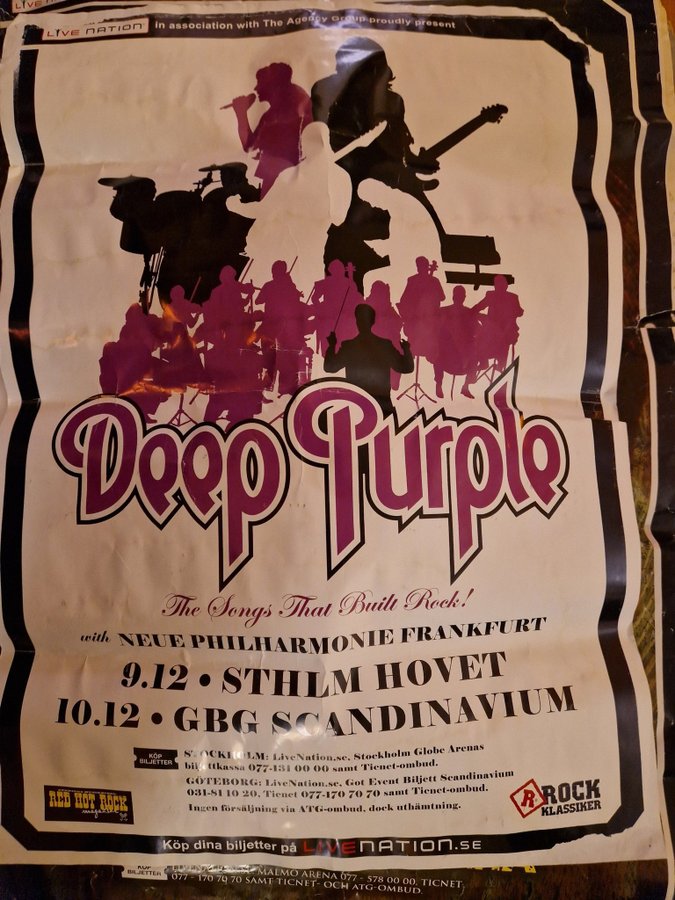 LIVE NATION in association with The Agency Group proudly present
Deep Purple
The Songs That Built Rock!
with NEUE PHILHARMONIE FRANKFURT
9.12 • STHLM HOVET
10.12 • GBG SCANDINAVIUM
KÖP BILJETTER
STOCKHOLM: LiveNation.se, Stockholm Globe Arenas
biljettkassa 077-131 00 00 samt Ticnet-ombud.
GÖTEBORG: LiveNation.se, Got Event Biljett Scandinavium
031-81 10 20, Ticnet 077-170 70 70 samt Ticnet-ombud.
Ingen försäljning via ATG-ombud, dock uthämtning.
RED HOT ROCK
magazine
R ROCK
KLASSIKER
Köp dina biljetter på LIVE NATION.SE
KÖP
BILJETTER
MALMÖ ARENA 077 - 578 00 00, TICNET
077 - 170 70 70 SAMT TICNET- OCH ATG-OMBUD.